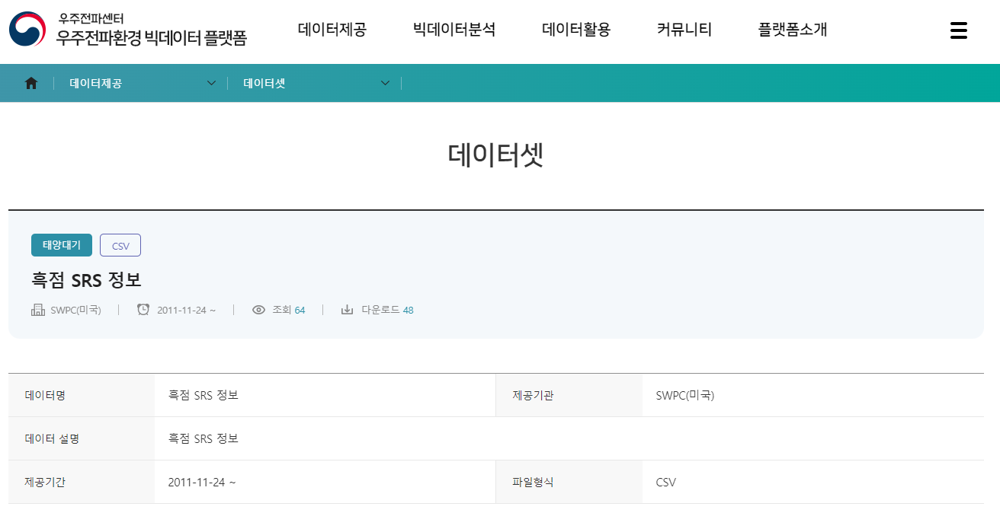 우주전파센터
우주전파환경 빅데이터 플랫폼
데이터제공 빅데이터분석 데이터활용 커뮤니티 플랫폼소개
데이터제공 데이터셋
데이터셋
태양대기 CSV
흑점 SRS 정보
SWPC(미국) 2011-11-24 ~ 조회 64 다운로드 48
데이터명 흑점 SRS 정보 제공기관 SWPC(미국)
데이터 설명 흑점 SRS 정보
제공기간 2011-11-24 ~ 파일형식 CSV